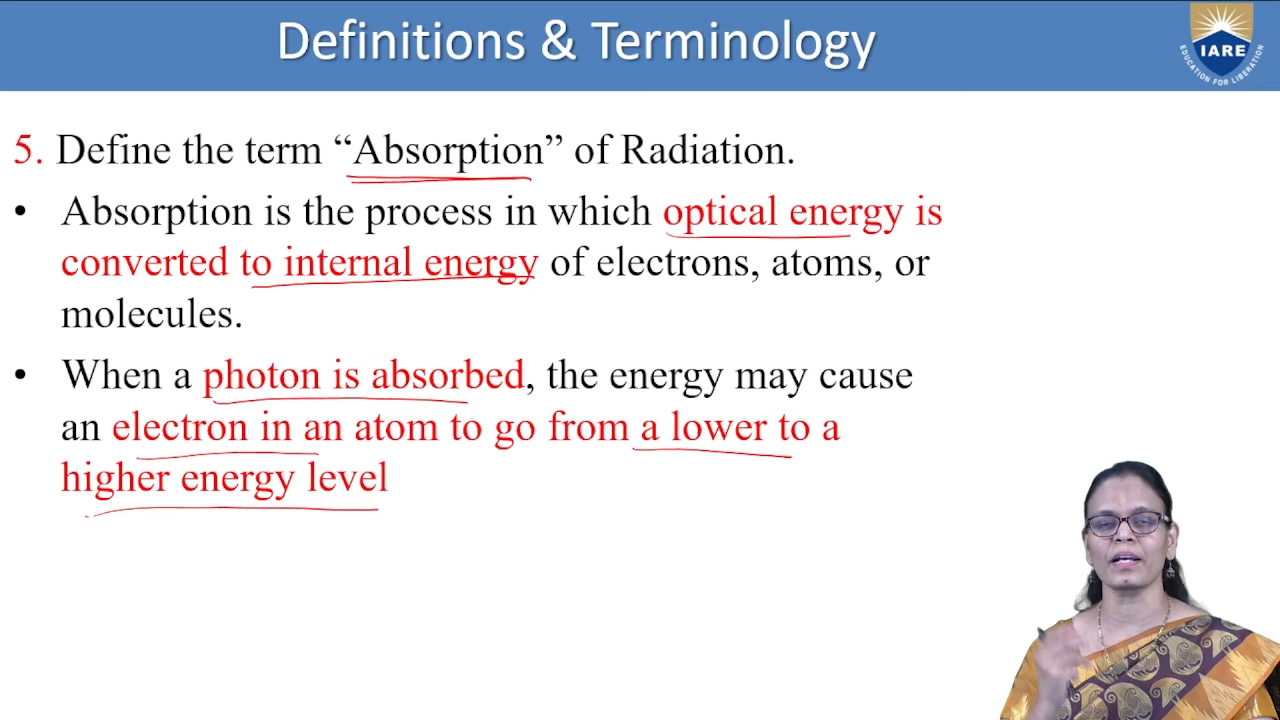 Definitions & Terminology
IARE
EDUCATION FOR LIBERATION
5. Define the term “Absorption” of Radiation.
• Absorption is the process in which optical energy is
converted to internal energy of electrons, atoms, or
molecules.
• When a photon is absorbed, the energy may cause
an electron in an atom to go from a lower to a
higher energy level